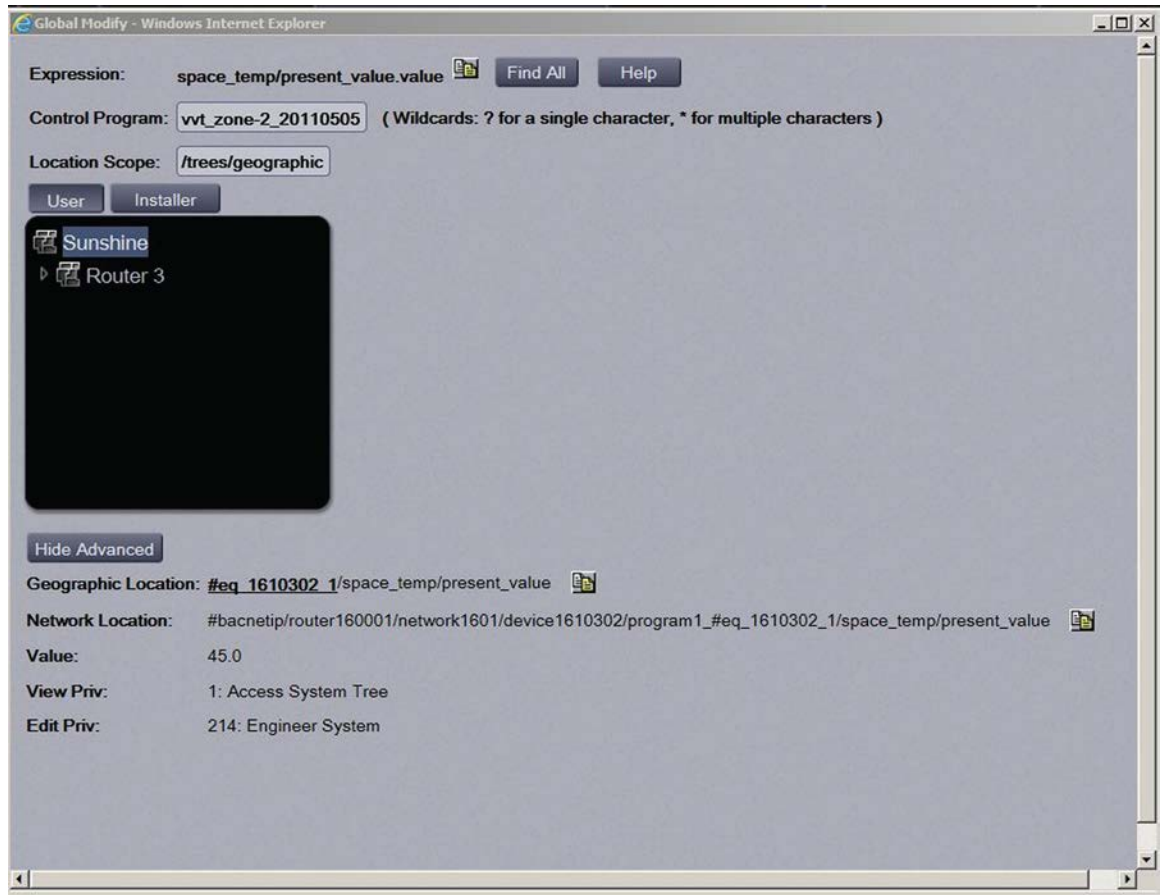 Global Modify - Windows Internet Explorer
Expression: space_temp/present_value.value Find All Help
Control Program: vvt_zone-2_20110505 ( Wildcards: ? for a single character, * for multiple characters )
Location Scope: /trees/geographic
User Installer
Sunshine
Router 3
Hide Advanced
Geographic Location: #eq_1610302_1/space_temp/present_value
Network Location: #bacnetip/router160001/network1601/device1610302/program1_#eq_1610302_1/space_temp/present_value
Value: 45.0
View Priv: 1: Access System Tree
Edit Priv: 214: Engineer System